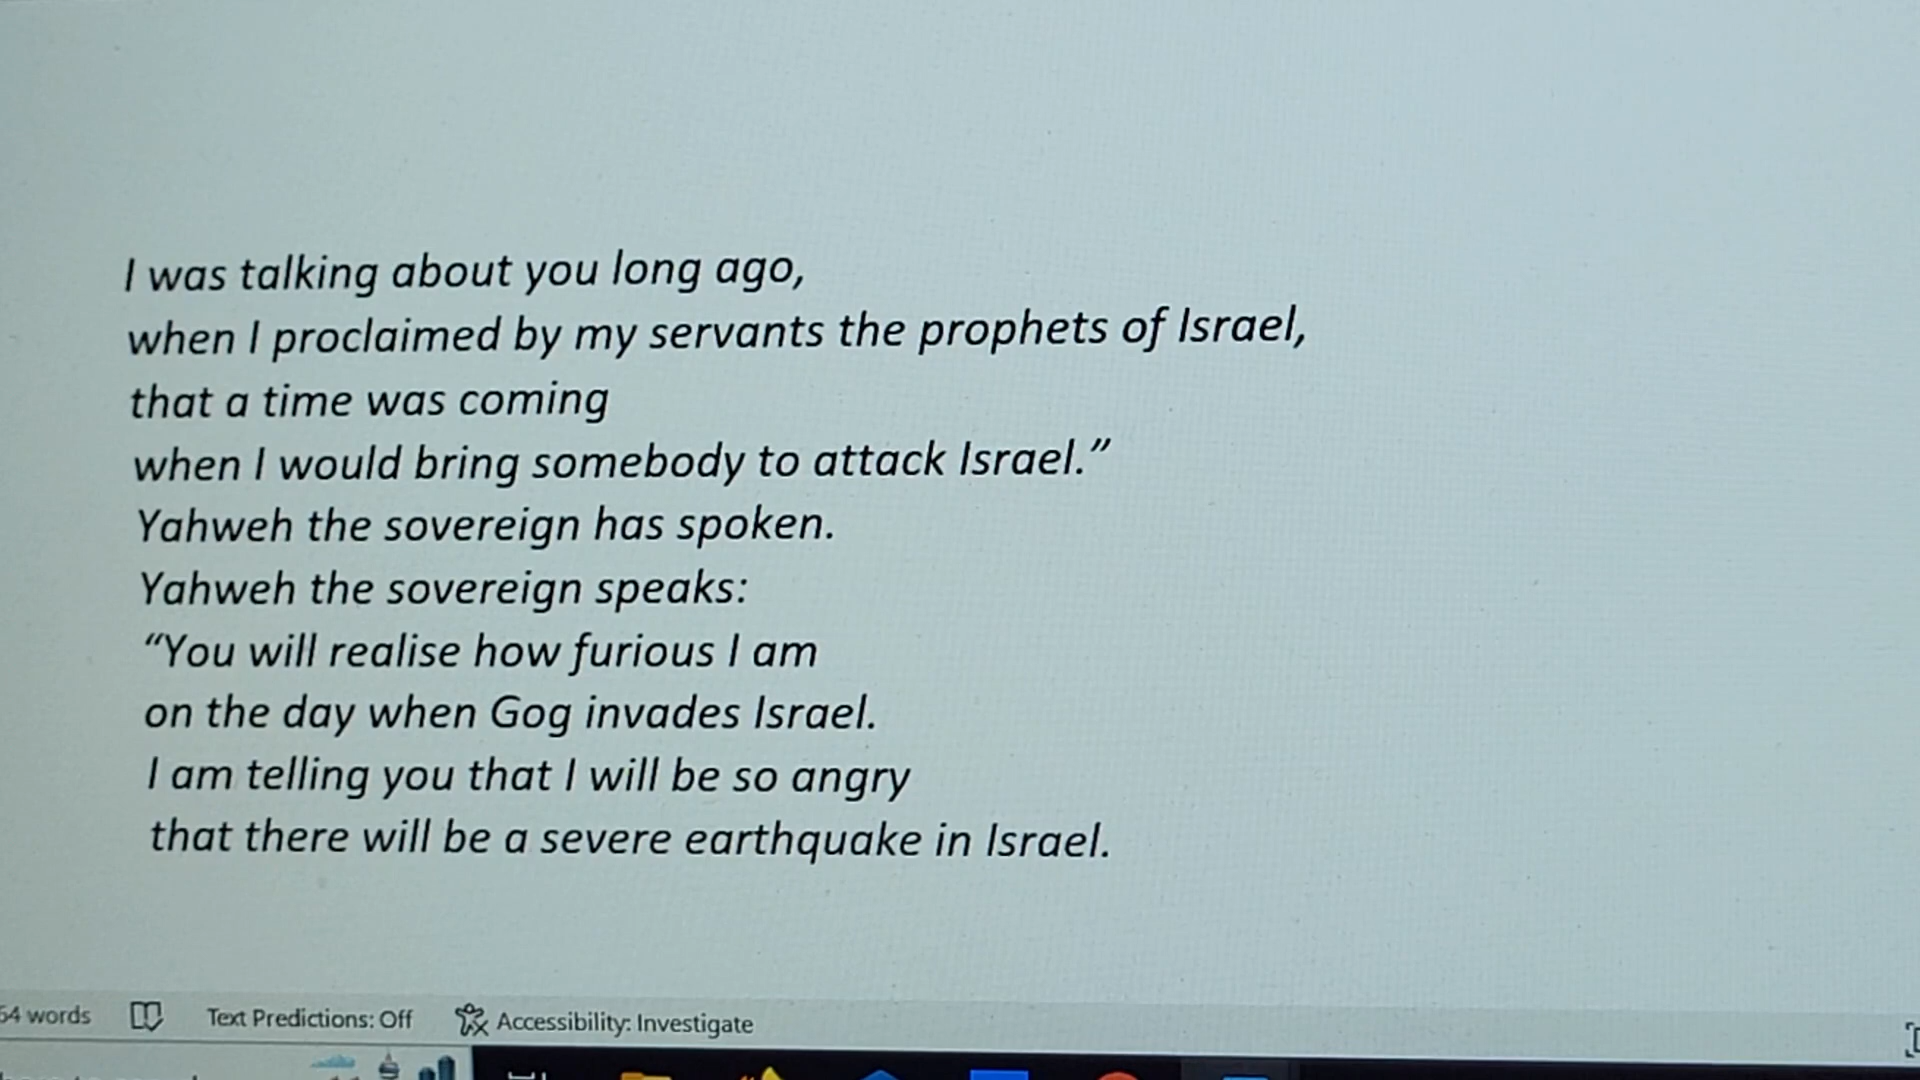 I was talking about you long ago,
when I proclaimed by my servants the prophets of Israel,
that a time was coming
when I would bring somebody to attack Israel.”
Yahweh the sovereign has spoken.
Yahweh the sovereign speaks:
“You will realise how furious I am
on the day when Gog invades Israel.
I am telling you that I will be so angry
that there will be a severe earthquake in Israel.
words Text Predictions: Off Accessibility: Investigate